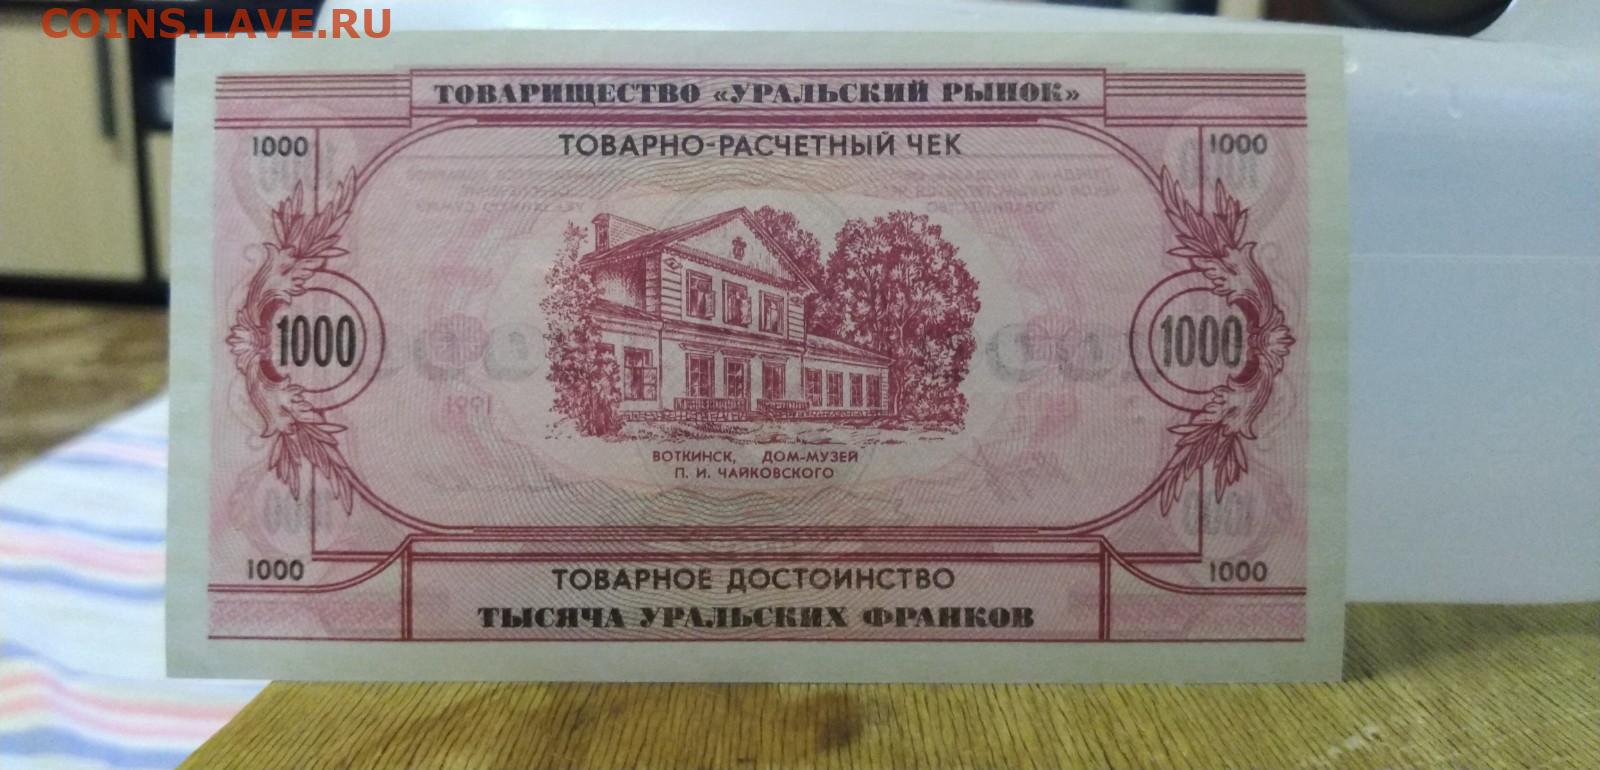 COINS.LAVE.RU
ТОВАРИЩЕСТВО «УРАЛЬСКИЙ РЫНОК»
1000 ТОВАРНО-РАСЧЕТНЫЙ ЧЕК 1000
1000 1000
1991
ВОТКИНСК, ДОМ-МУЗЕЙ
П. И. ЧАЙКОВСКОГО
1000 1000
ТОВАРНОЕ ДОСТОИНСТВО
ТЫСЯЧА УРАЛЬСКИХ ФРАНКОВ